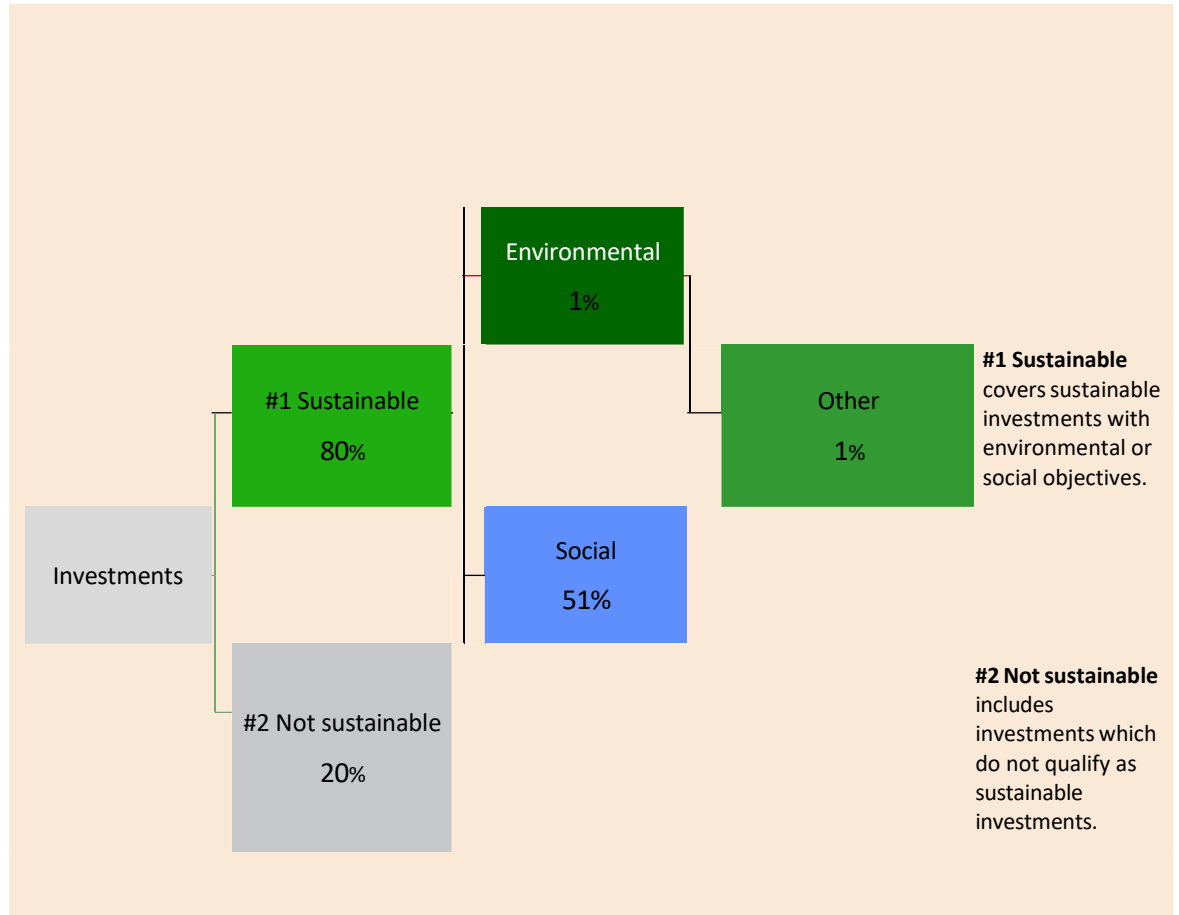 Environmental
1%
#1 Sustainable
80%
Other
1%
#1 Sustainable
covers sustainable
investments with
environmental or
social objectives.
Investments
Social
51%
#2 Not sustainable
20%
#2 Not sustainable
includes
investments which
do not qualify as
sustainable
investments.